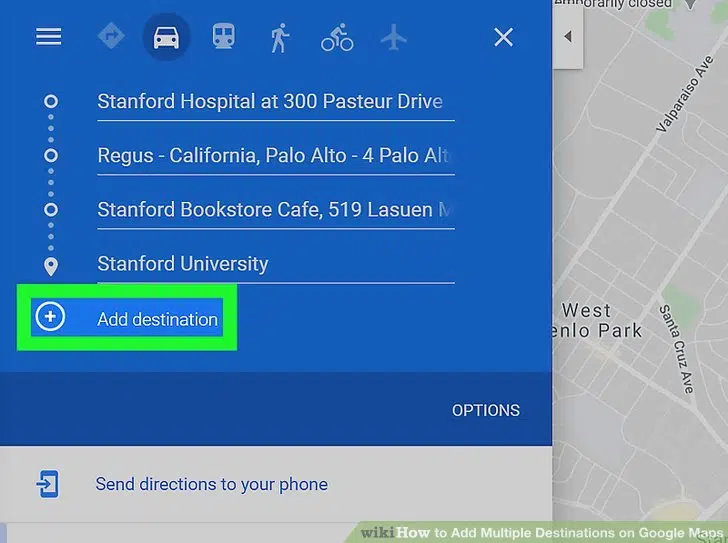 Stanford Hospital at 300 Pasteur Drive
Regus - California, Palo Alto - 4 Palo Alt
Stanford Bookstore Cafe, 519 Lasuen M
Stanford University
Add destination
OPTIONS
Send directions to your phone
emporarily closed
Valparaiso Ave
West
enlo Park
Santa Cruz Ave
wikiHow to Add Multiple Destinations on Google Maps